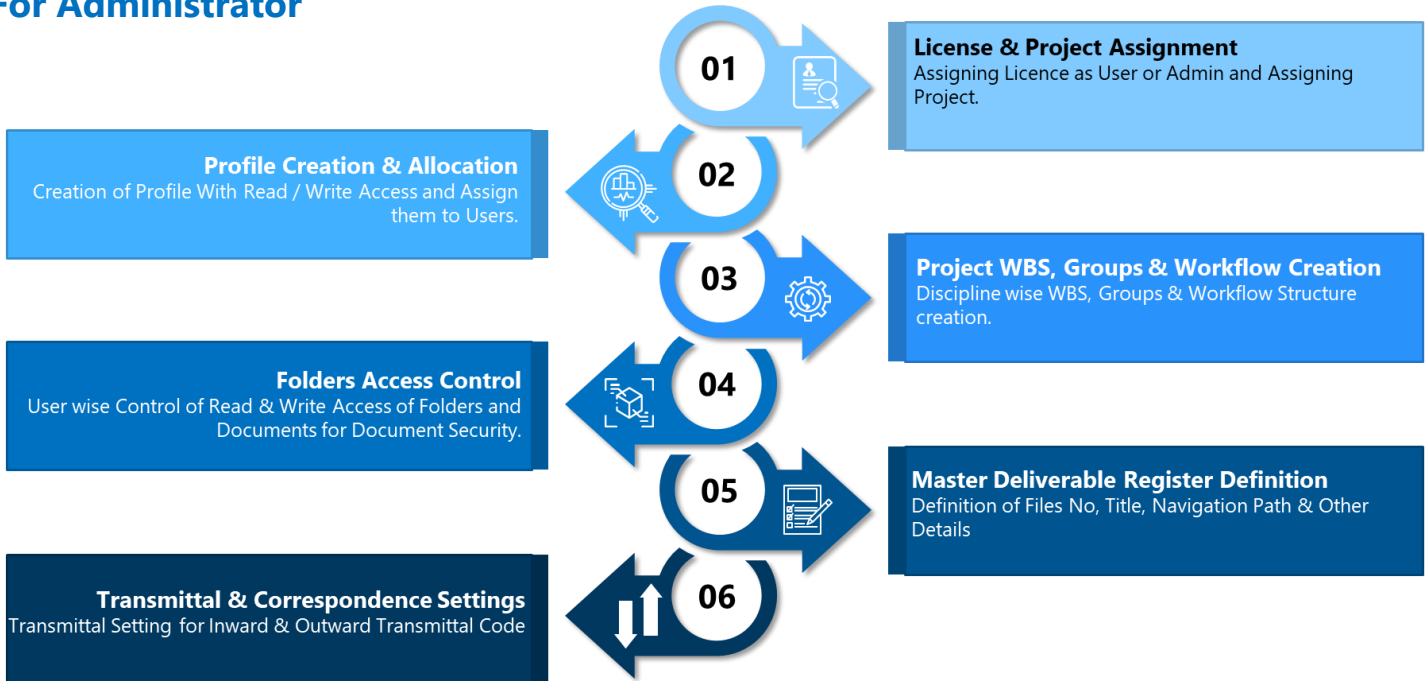 For Administrator
01
License & Project Assignment
Assigning Licence as User or Admin and Assigning
Project.
Profile Creation & Allocation
Creation of Profile With Read / Write Access and Assign
them to Users.
02
03
Project WBS, Groups & Workflow Creation
Discipline wise WBS, Groups & Workflow Structure
creation.
Folders Access Control
User wise Control of Read & Write Access of Folders and
Documents for Document Security.
04
05
Master Deliverable Register Definition
Definition of Files No, Title, Navigation Path & Other
Details
Transmittal & Correspondence Settings
Transmittal Setting for Inward & Outward Transmittal Code
06